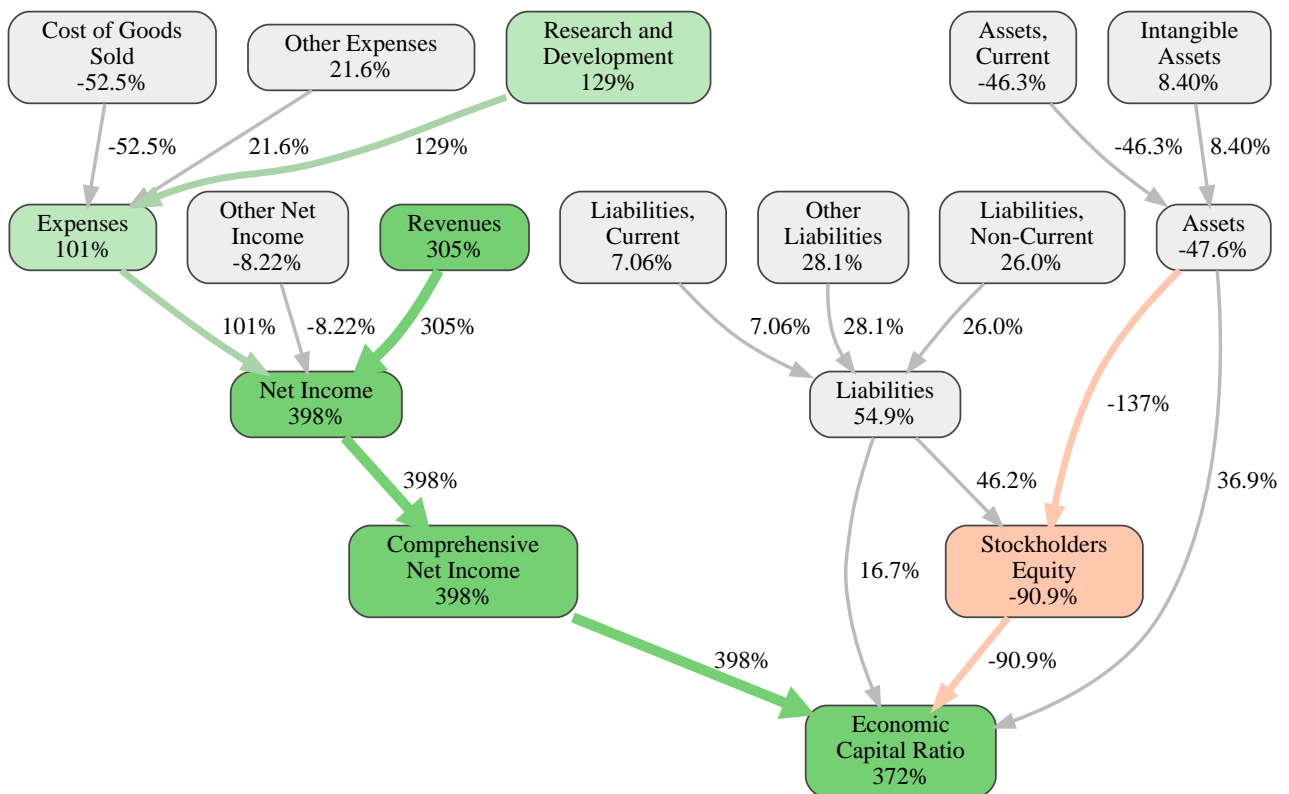 Cost of Goods
Sold
-52.5%
Other Expenses
21.6%
Research and
Development
129%
Assets,
Current
-46.3%
Intangible
Assets
8.40%
-52.5%
21.6%
129%
-46.3%
8.40%
Expenses
101%
Other Net
Income
-8.22%
Revenues
305%
Liabilities,
Current
7.06%
Other
Liabilities
28.1%
Liabilities,
Non-Current
26.0%
Assets
-47.6%
101%
-8.22%
305%
7.06%
28.1%
26.0%
Net Income
398%
Liabilities
54.9%
-137%
398%
46.2%
36.9%
Comprehensive
Net Income
398%
16.7%
Stockholders
Equity
-90.9%
398%
-90.9%
Economic
Capital Ratio
372%